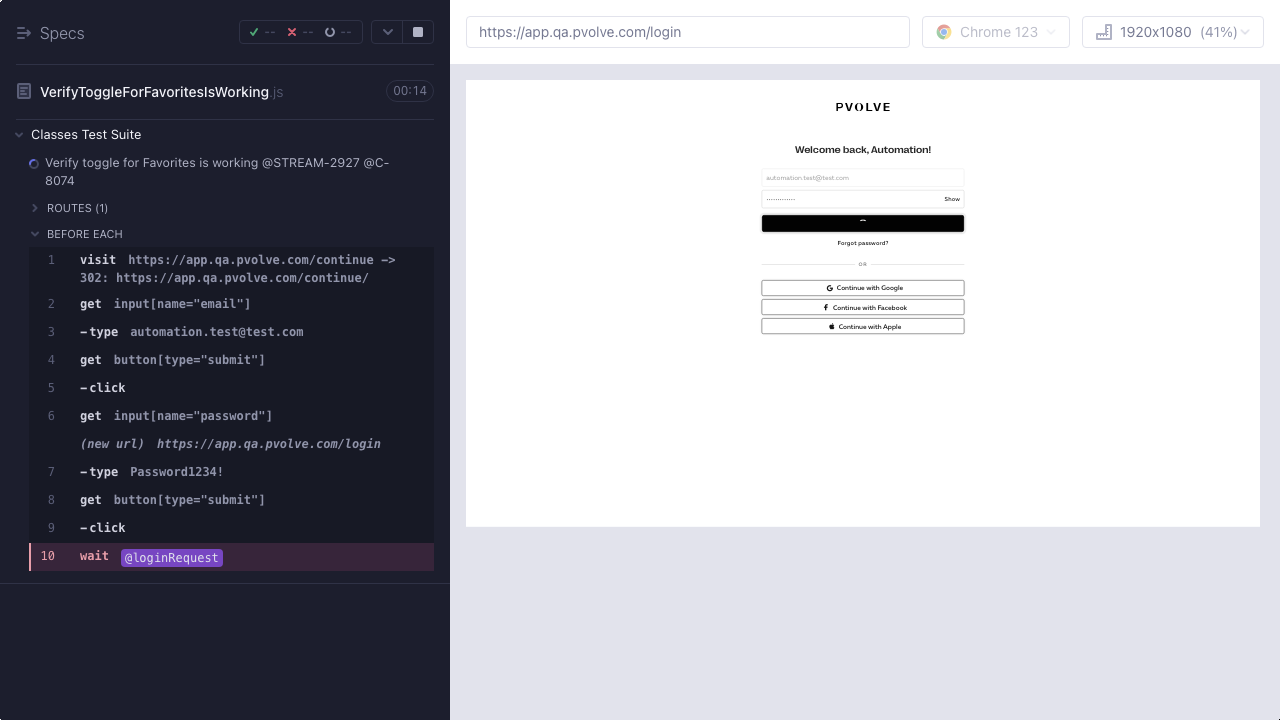 Specs
-- -- --
VerifyToggleForFavoritesIsWorking.js 00:14
Classes Test Suite
Verify toggle for Favorites is working @STREAM-2927 @C-
8074
ROUTES (1)
BEFORE EACH
1 visit https://app.qa.pvolve.com/continue ->
302: https://app.qa.pvolve.com/continue/
2 get input[name="email"]
3 -type automation.test@test.com
4 get button[type="submit"]
5 -click
6 get input[name="password"]
(new url) https://app.qa.pvolve.com/login
7 -type Password1234!
8 get button[type="submit"]
9 -click
10 wait @loginRequest
https://app.qa.pvolve.com/login
Chrome 123
1920x1080 (41%)
PVOLVE
Welcome back, Automation!
automation.test@test.com
············· Show
Forgot password?
OR
Continue with Google
Continue with Facebook
Continue with Apple